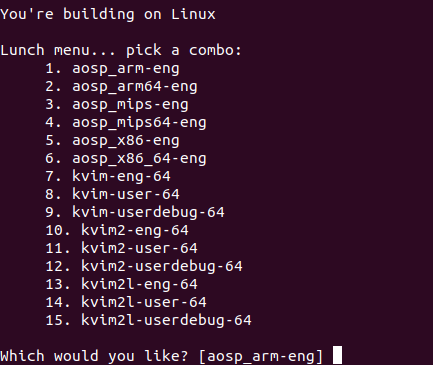 You're building on Linux
Lunch menu... pick a combo:
1. aosp_arm-eng
2. aosp_arm64-eng
3. aosp_mips-eng
4. aosp_mips64-eng
5. aosp_x86-eng
6. aosp_x86_64-eng
7. kvim-eng-64
8. kvim-user-64
9. kvim-userdebug-64
10. kvim2-eng-64
11. kvim2-user-64
12. kvim2-userdebug-64
13. kvim2l-eng-64
14. kvim2l-user-64
15. kvim2l-userdebug-64
Which would you like? [aosp_arm-eng]